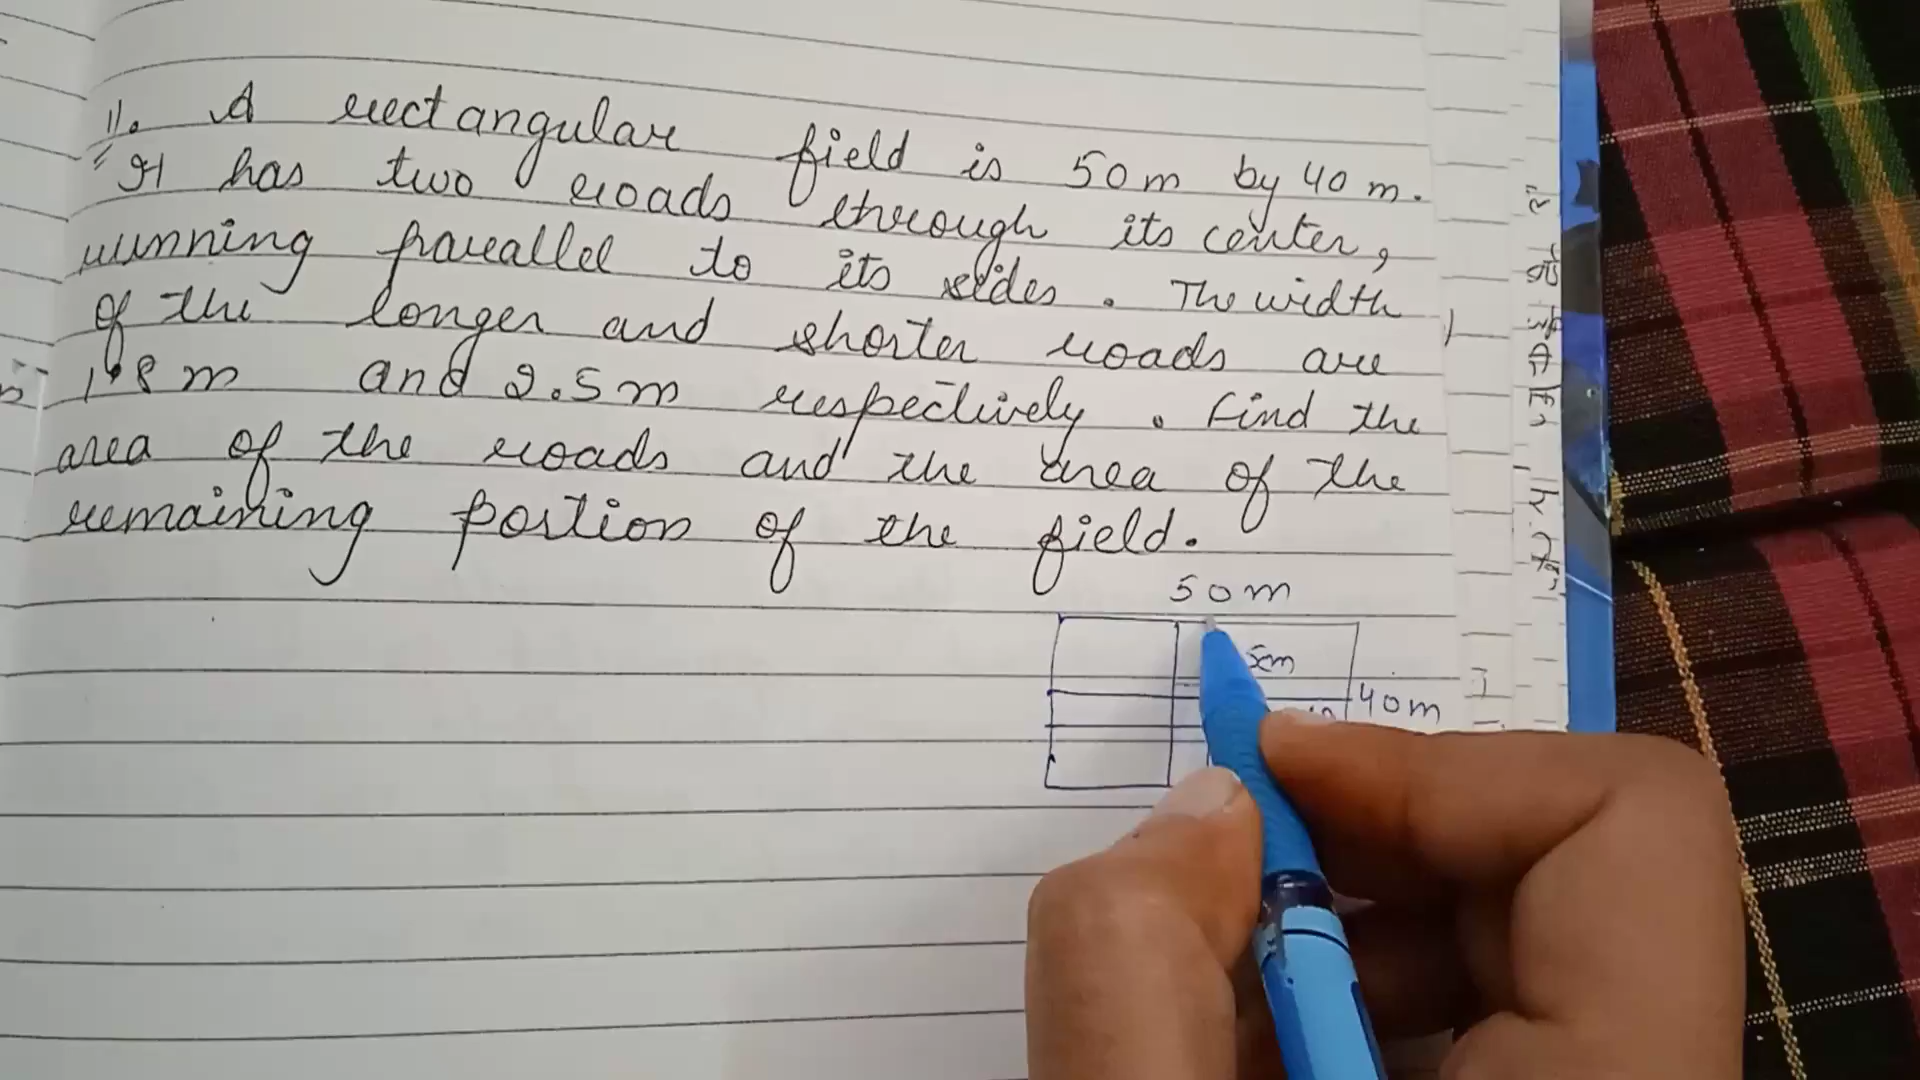 11. A rectangular field is 50m by 40m.
It has two roads through its center,
running parallel to its sides. The width
of the longer and shorter roads are
1.8m and 2.5m respectively. Find the
area of the roads and the area of the
remaining portion of the field.
50m
5m
40m